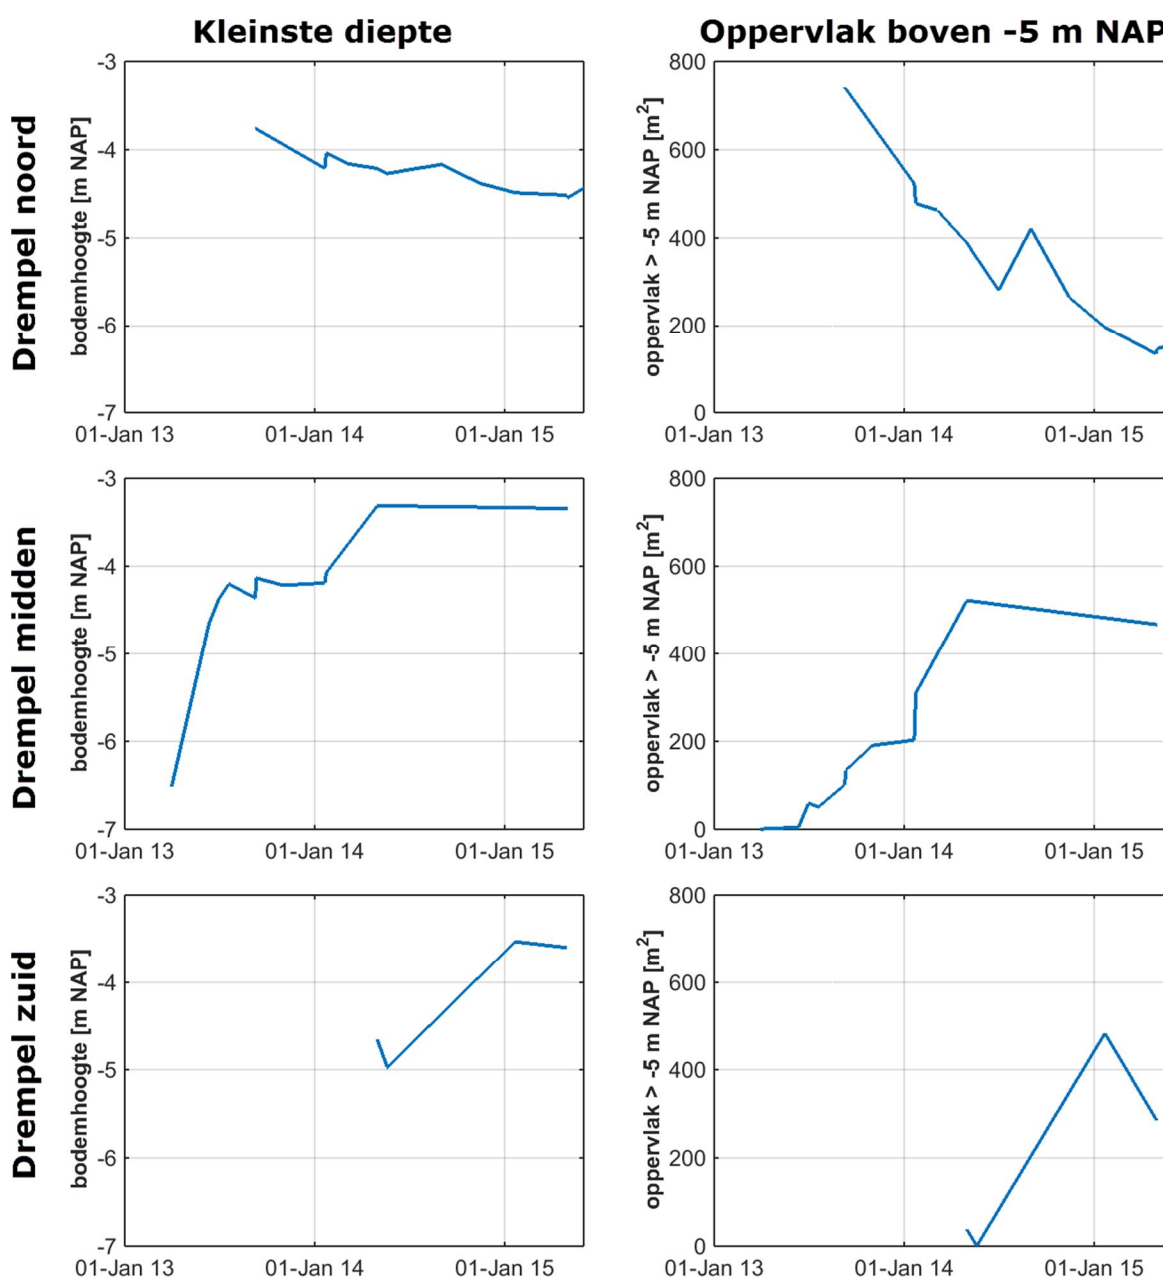 Kleinste diepte
Oppervlak boven -5 m NAP
Drempel noord
bodemhoogte [m NAP]
-3
-4
-5
-6
-7
01-Jan 13
01-Jan 14
01-Jan 15
oppervlak > -5 m NAP [m²]
800
600
400
200
0
01-Jan 13
01-Jan 14
01-Jan 15
Drempel midden
bodemhoogte [m NAP]
-3
-4
-5
-6
-7
01-Jan 13
01-Jan 14
01-Jan 15
oppervlak > -5 m NAP [m²]
800
600
400
200
0
01-Jan 13
01-Jan 14
01-Jan 15
Drempel zuid
bodemhoogte [m NAP]
-3
-4
-5
-6
-7
01-Jan 13
01-Jan 14
01-Jan 15
oppervlak > -5 m NAP [m²]
800
600
400
200
0
01-Jan 13
01-Jan 14
01-Jan 15